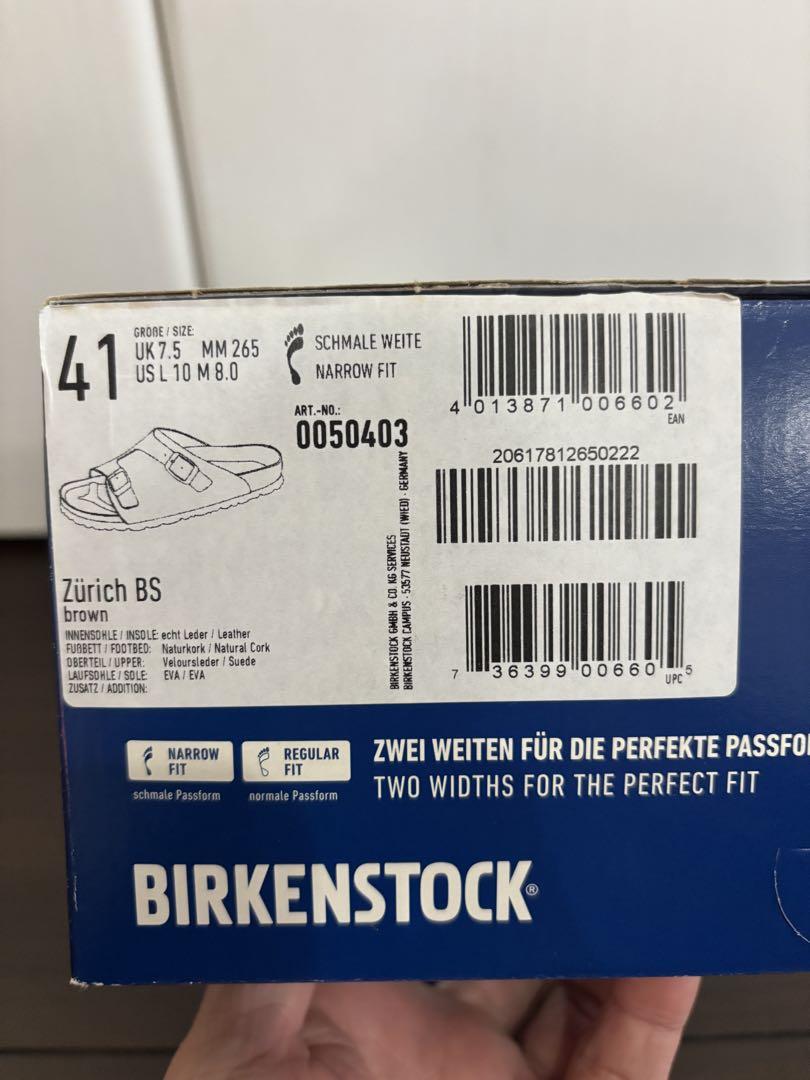 41
GRÖßE / SIZE:
UK 7.5 MM 265
US L 10 M 8.0
SCHMALE WEITE
NARROW FIT
ART.-NO.:
0050403
4 013871 006602
EAN
20617812650222
7 36399 00660 5
UPC
Zürich BS
brown
INNENSOHLE / INSOLE: echt Leder / Leather
FUßBETT / FOOTBED: Naturkork / Natural Cork
OBERTEIL / UPPER: Veloursleder / Suede
LAUFSOHLE / SOLE: EVA / EVA
ZUSATZ / ADDITION:
BIRKENSTOCK GMBH & CO. KG SERVICES
BIRKENSTOCK CAMPUS · 53577 NEUSTADT (WIED) · GERMANY
NARROW FIT
schmale Passform
REGULAR FIT
normale Passform
ZWEI WEITEN FÜR DIE PERFEKTE PASSFO
TWO WIDTHS FOR THE PERFECT FIT
BIRKENSTOCK®